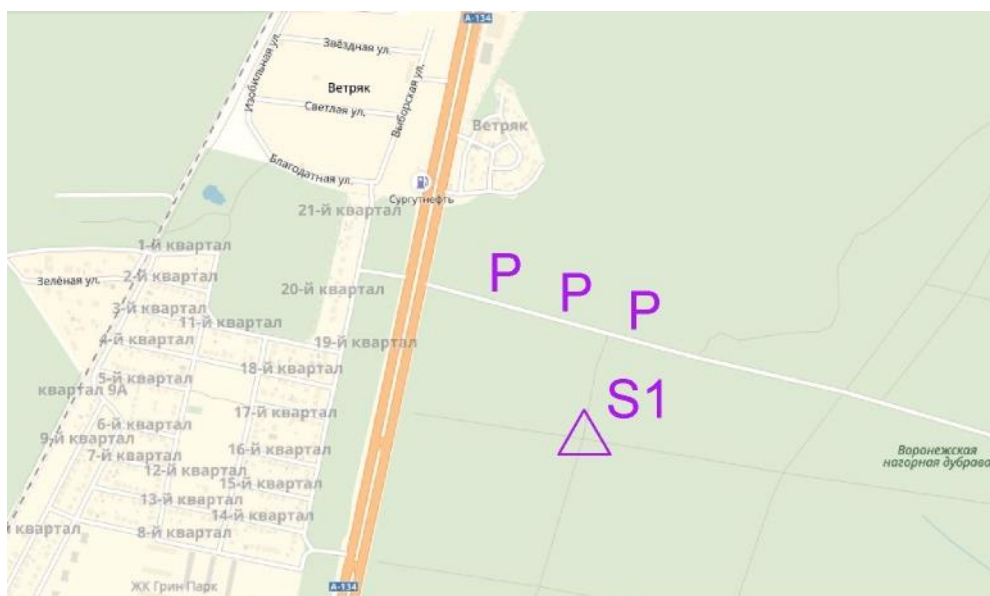 А-134
Звёздная ул.
Изобильная ул.
Ветряк
Светлая ул.
Выборская ул.
Ветряк
Благодатная ул.
Сургутнефть
21-й квартал
1-й квартал
Зелёная ул.
2-й квартал
20-й квартал
P
P
P
3-й квартал
11-й квартал
4-й квартал
19-й квартал
18-й квартал
5-й квартал
квартал 9А
S1
17-й квартал
6-й квартал
9-й квартал
16-й квартал
7-й квартал
12-й квартал
15-й квартал
13-й квартал
14-й квартал
й квартал
8-й квартал
Воронежская
нагорная дубрава
ЖК Грин Парк
А-134